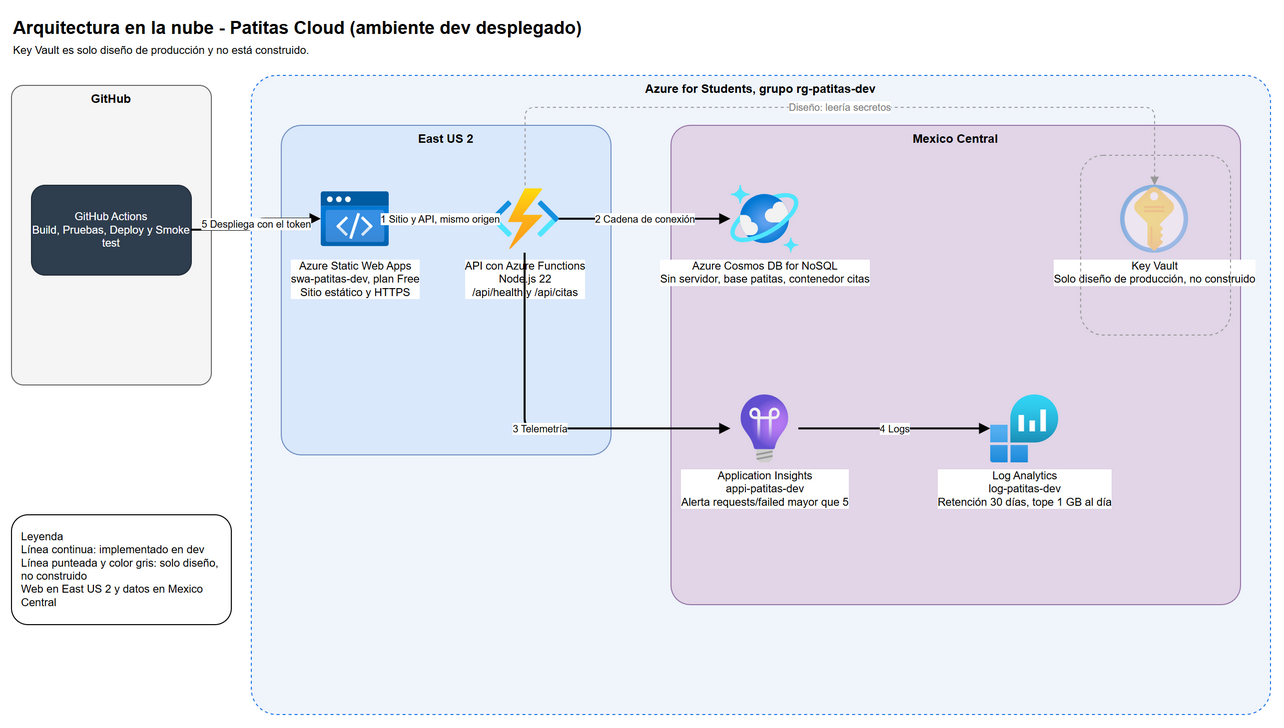 Arquitectura en la nube - Patitas Cloud (ambiente dev desplegado)
Key Vault es solo diseño de producción y no está construido.
GitHub
GitHub Actions
Build, Pruebas, Deploy y Smoke
test
5 Despliega con el token
Azure for Students, grupo rg-patitas-dev
Diseño: leería secretos
East US 2
1 Sitio y API, mismo origen
Azure Static Web Apps
swa-patitas-dev, plan Free
Sitio estático y HTTPS
API con Azure Functions
Node.js 22
/api/health y /api/citas
2 Cadena de conexión
3 Telemetría
Mexico Central
Azure Cosmos DB for NoSQL
Sin servidor, base patitas, contenedor citas
Key Vault
Solo diseño de producción, no construido
4 Logs
Application Insights
appi-patitas-dev
Alerta requests/failed mayor que 5
Log Analytics
log-patitas-dev
Retención 30 días, tope 1 GB al día
Leyenda
Línea continua: implementado en dev
Línea punteada y color gris: solo diseño,
no construido
Web en East US 2 y datos en Mexico
Central